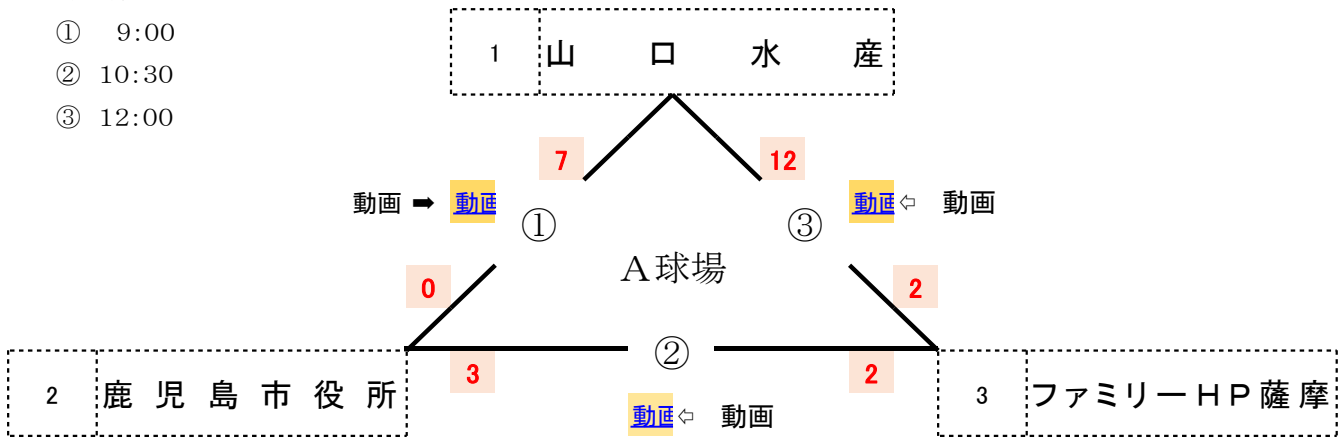 ① 9:00
② 10:30
③ 12:00
1 山口水産
7 12
動画 ➡ 動画 動画⇦ 動画
① ③
A球場
0 2
②
3 2
2 鹿児島市役所
動画⇦ 動画
3 ファミリーHP薩摩